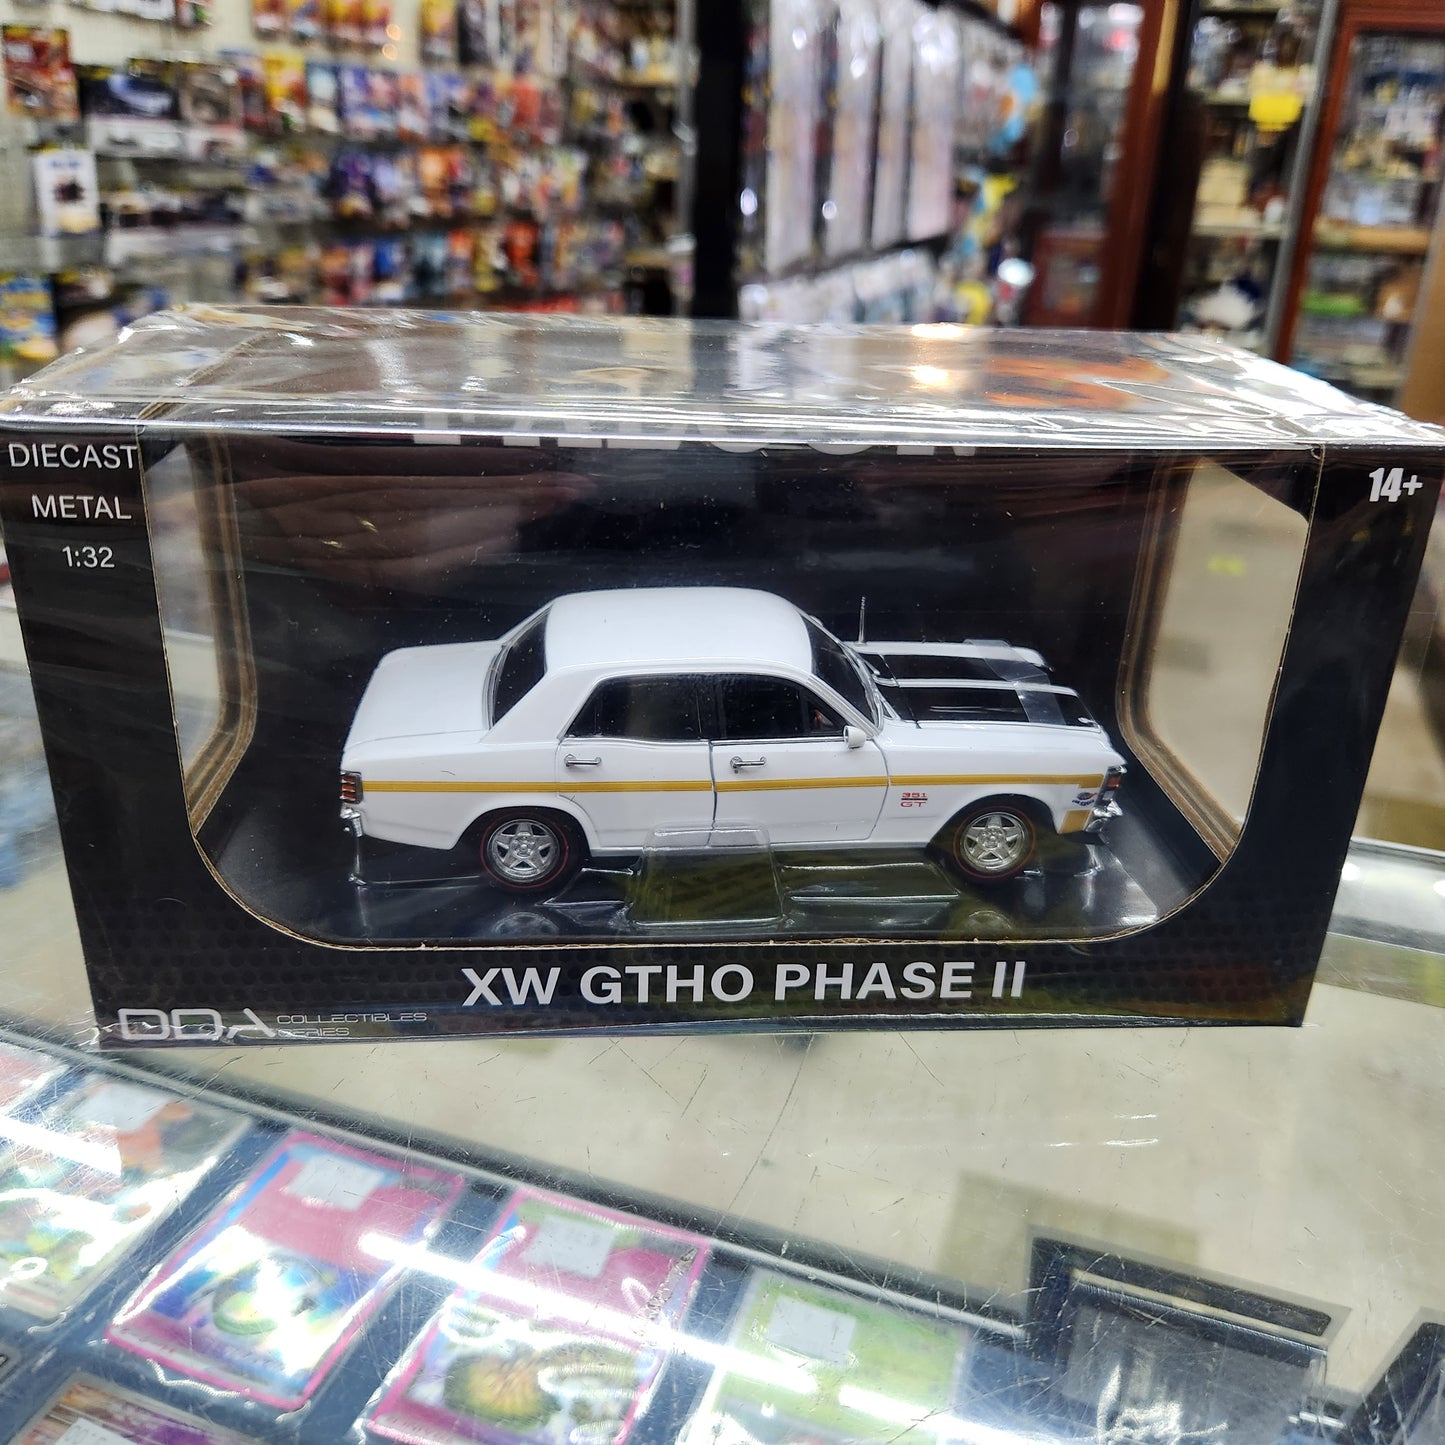 DIECAST
METAL
1:32
14+
351
GT
XW GTHO PHASE II
DDA COLLECTIBLES
SERIES